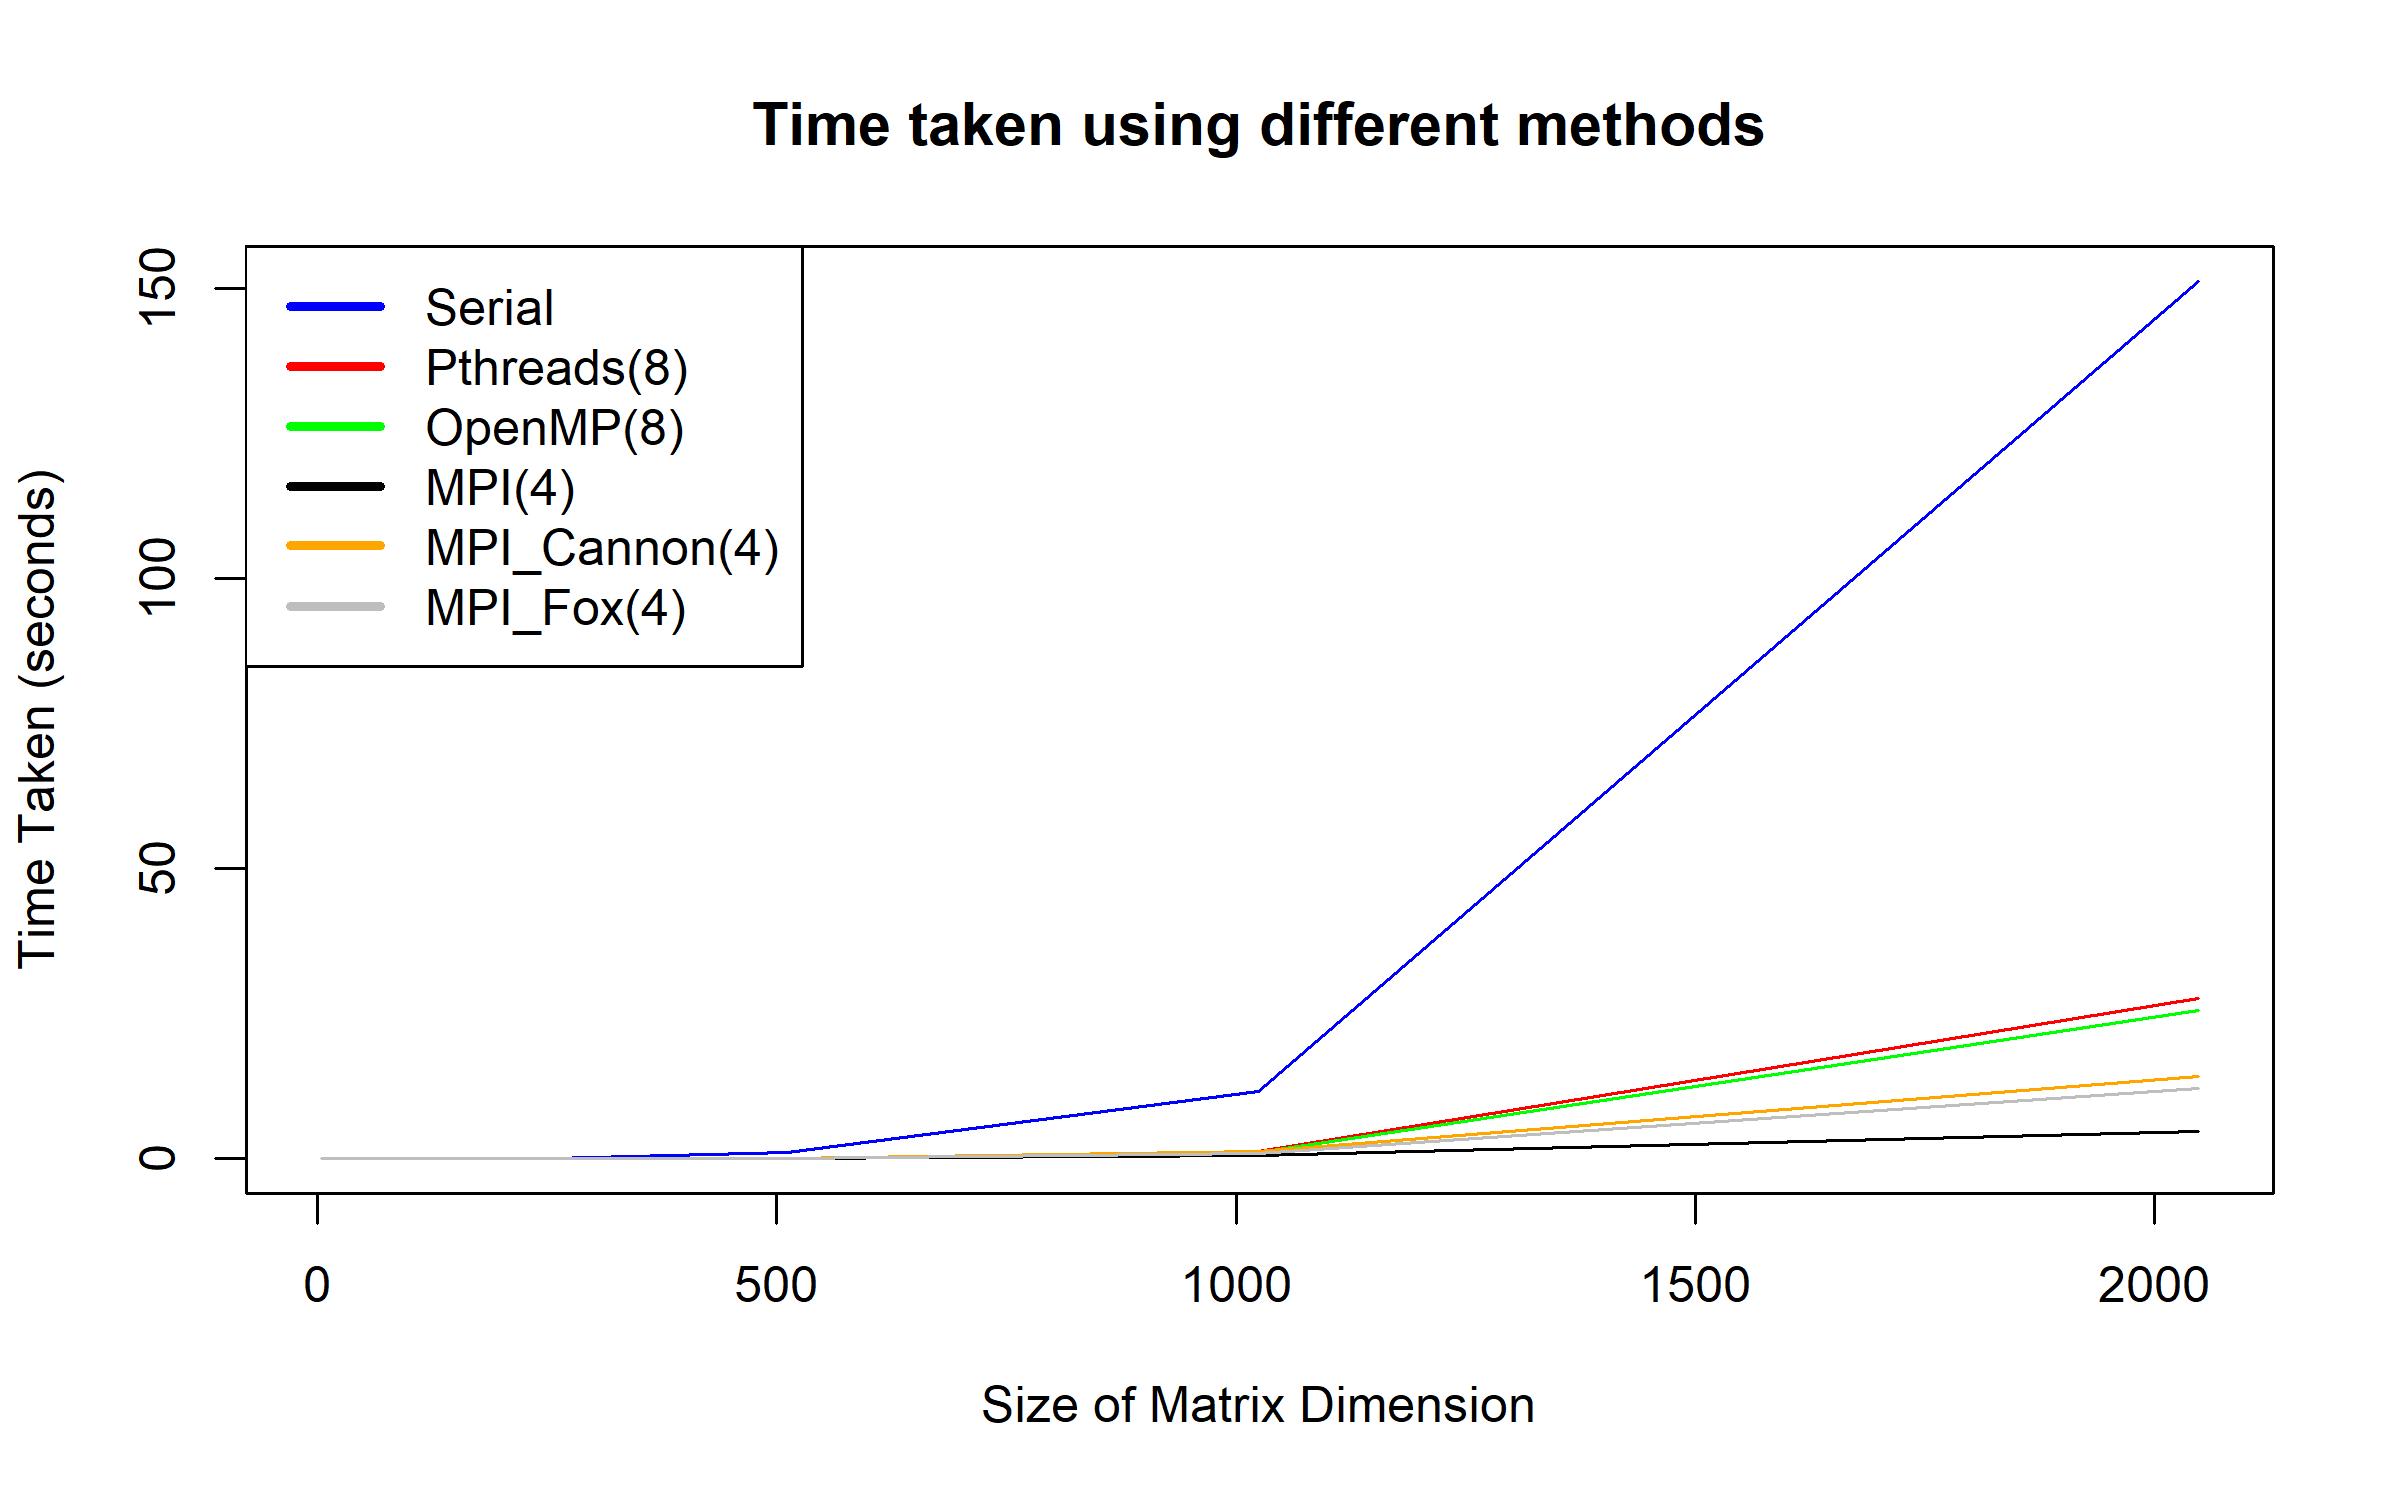 Time taken using different methods
Serial
Pthreads(8)
OpenMP(8)
MPI(4)
MPI_Cannon(4)
MPI_Fox(4)
Time Taken (seconds)
150
100
50
0
0 500 1000 1500 2000
Size of Matrix Dimension